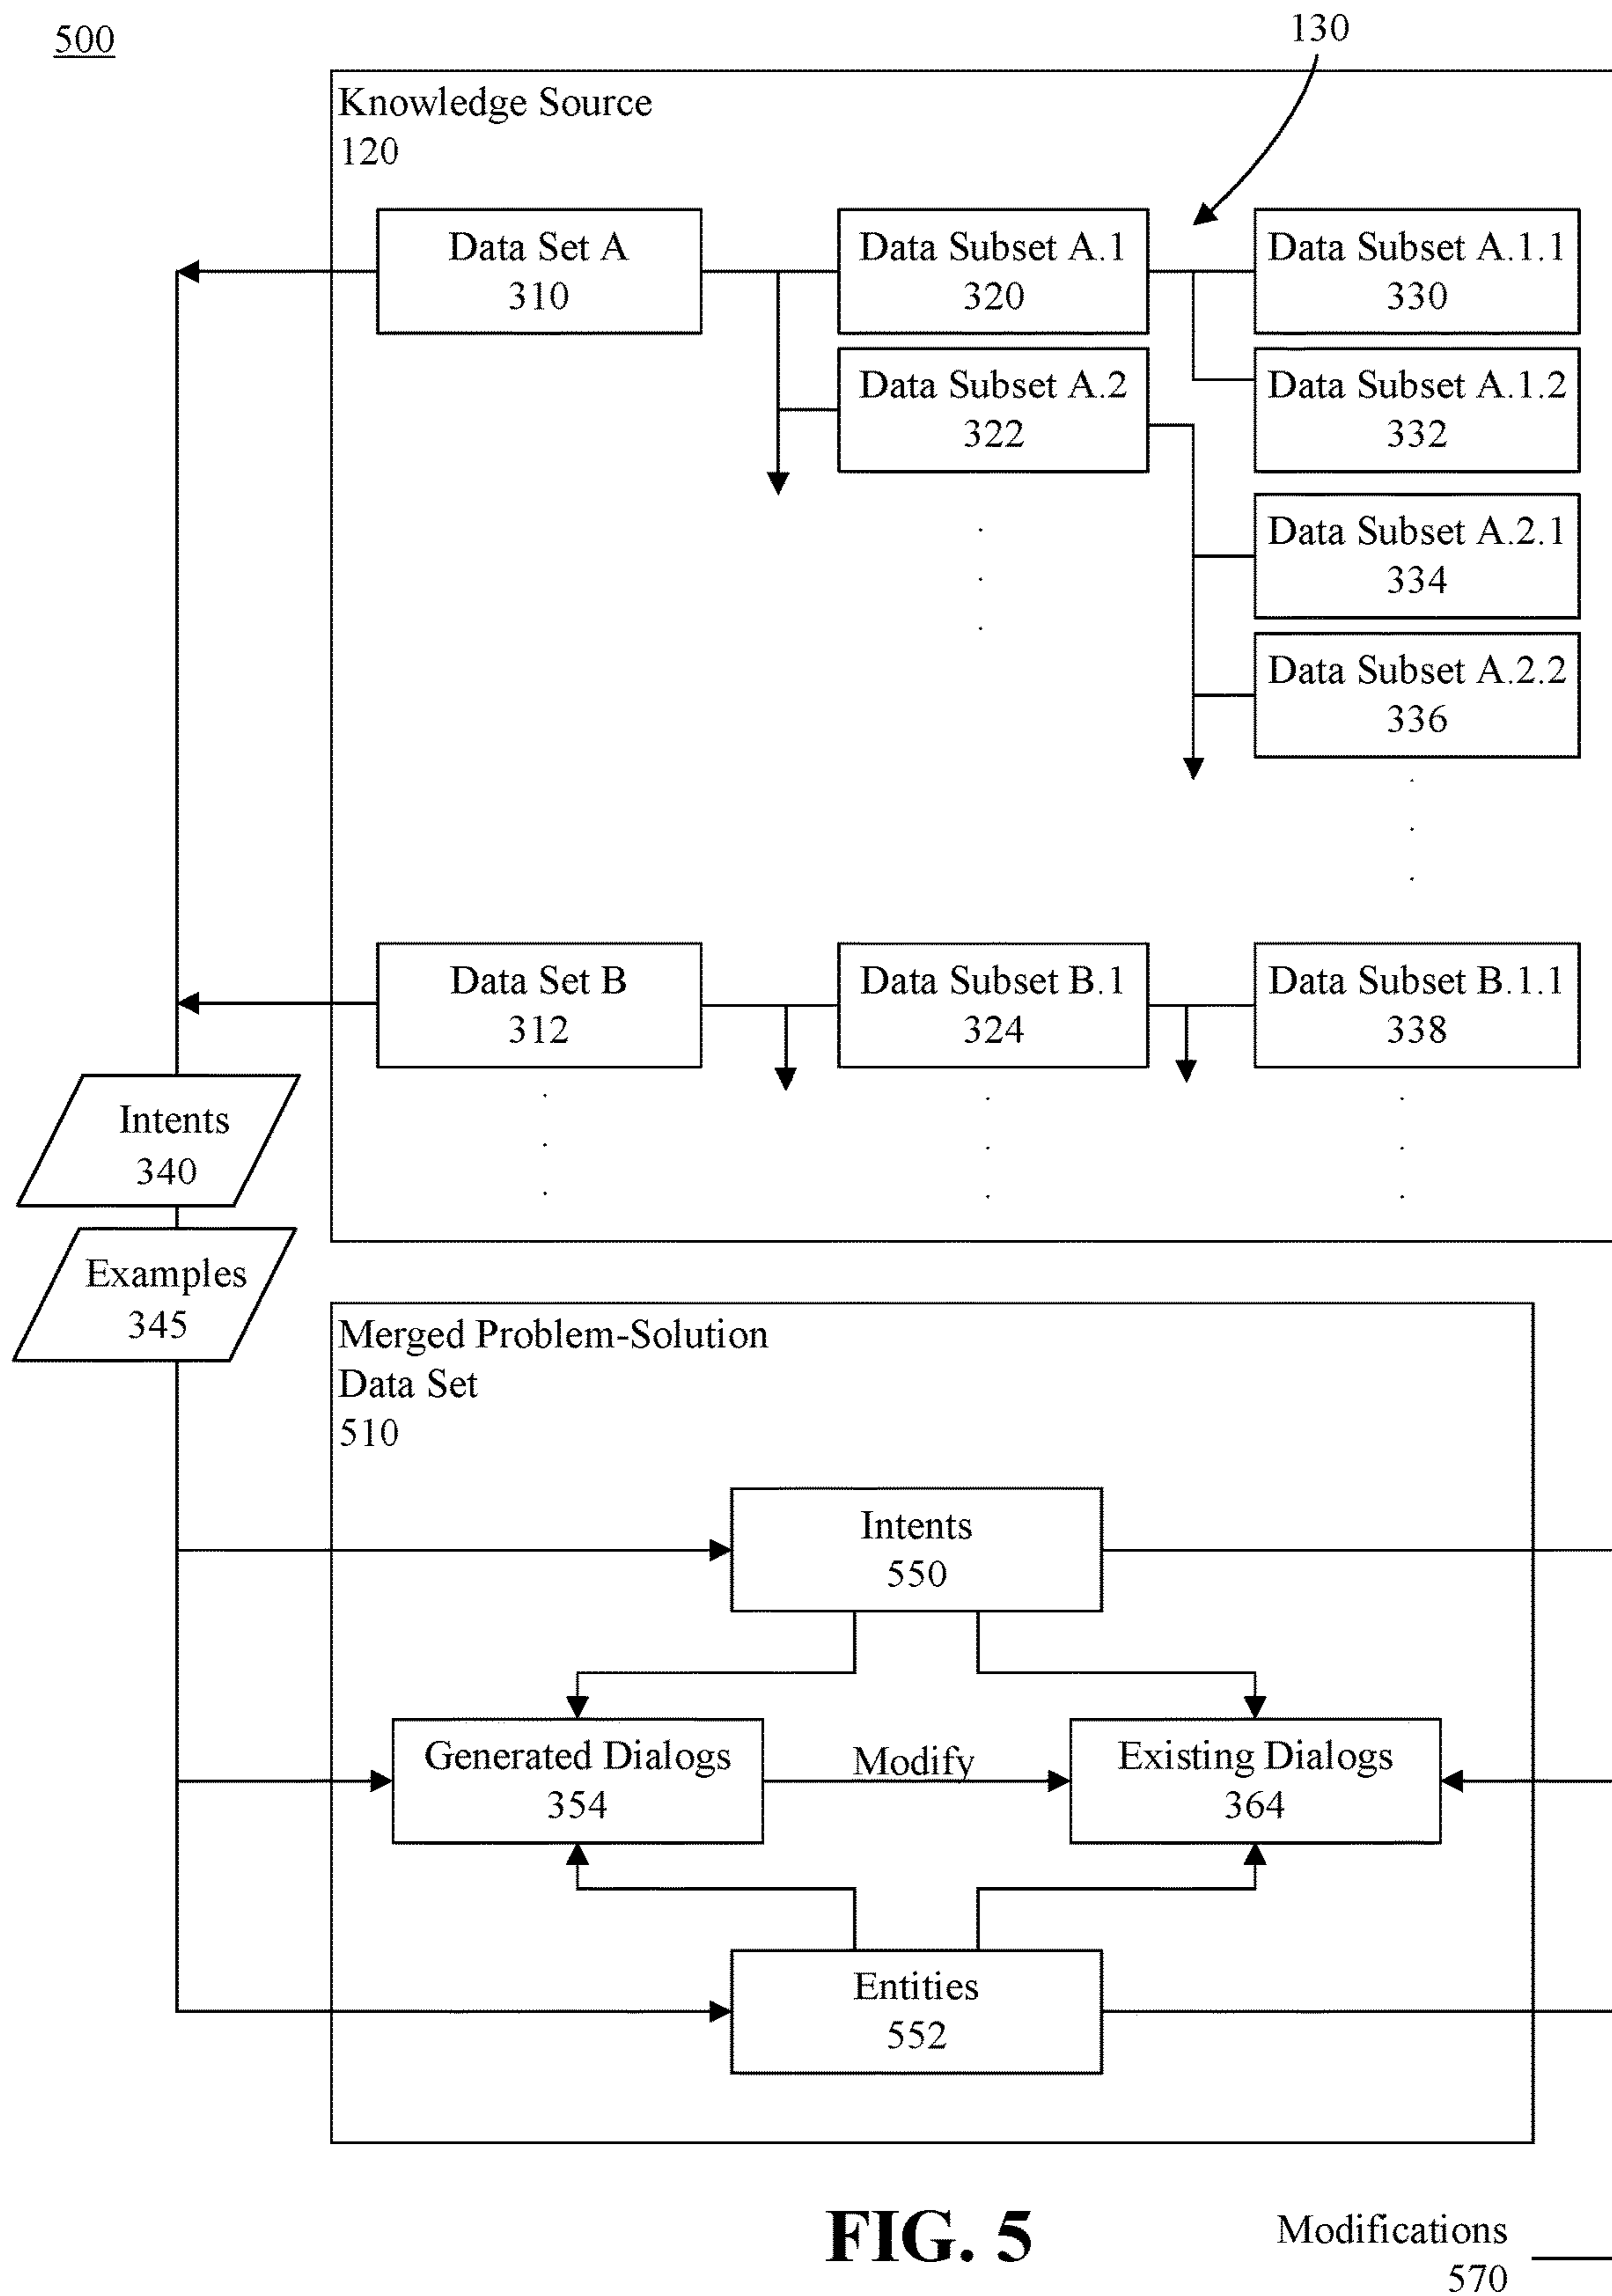 500
130
Knowledge Source
120
Data Set A
310
Data Subset A.1
320
Data Subset A.1.1
330
Data Subset A.2
322
Data Subset A.1.2
332
Data Subset A.2.1
334
Data Subset A.2.2
336
Data Set B
312
Data Subset B.1
324
Data Subset B.1.1
338
Intents
340
Examples
345
Merged Problem-Solution
Data Set
510
Intents
550
Generated Dialogs
354
Modify
Existing Dialogs
364
Entities
552
FIG. 5
Modifications
570